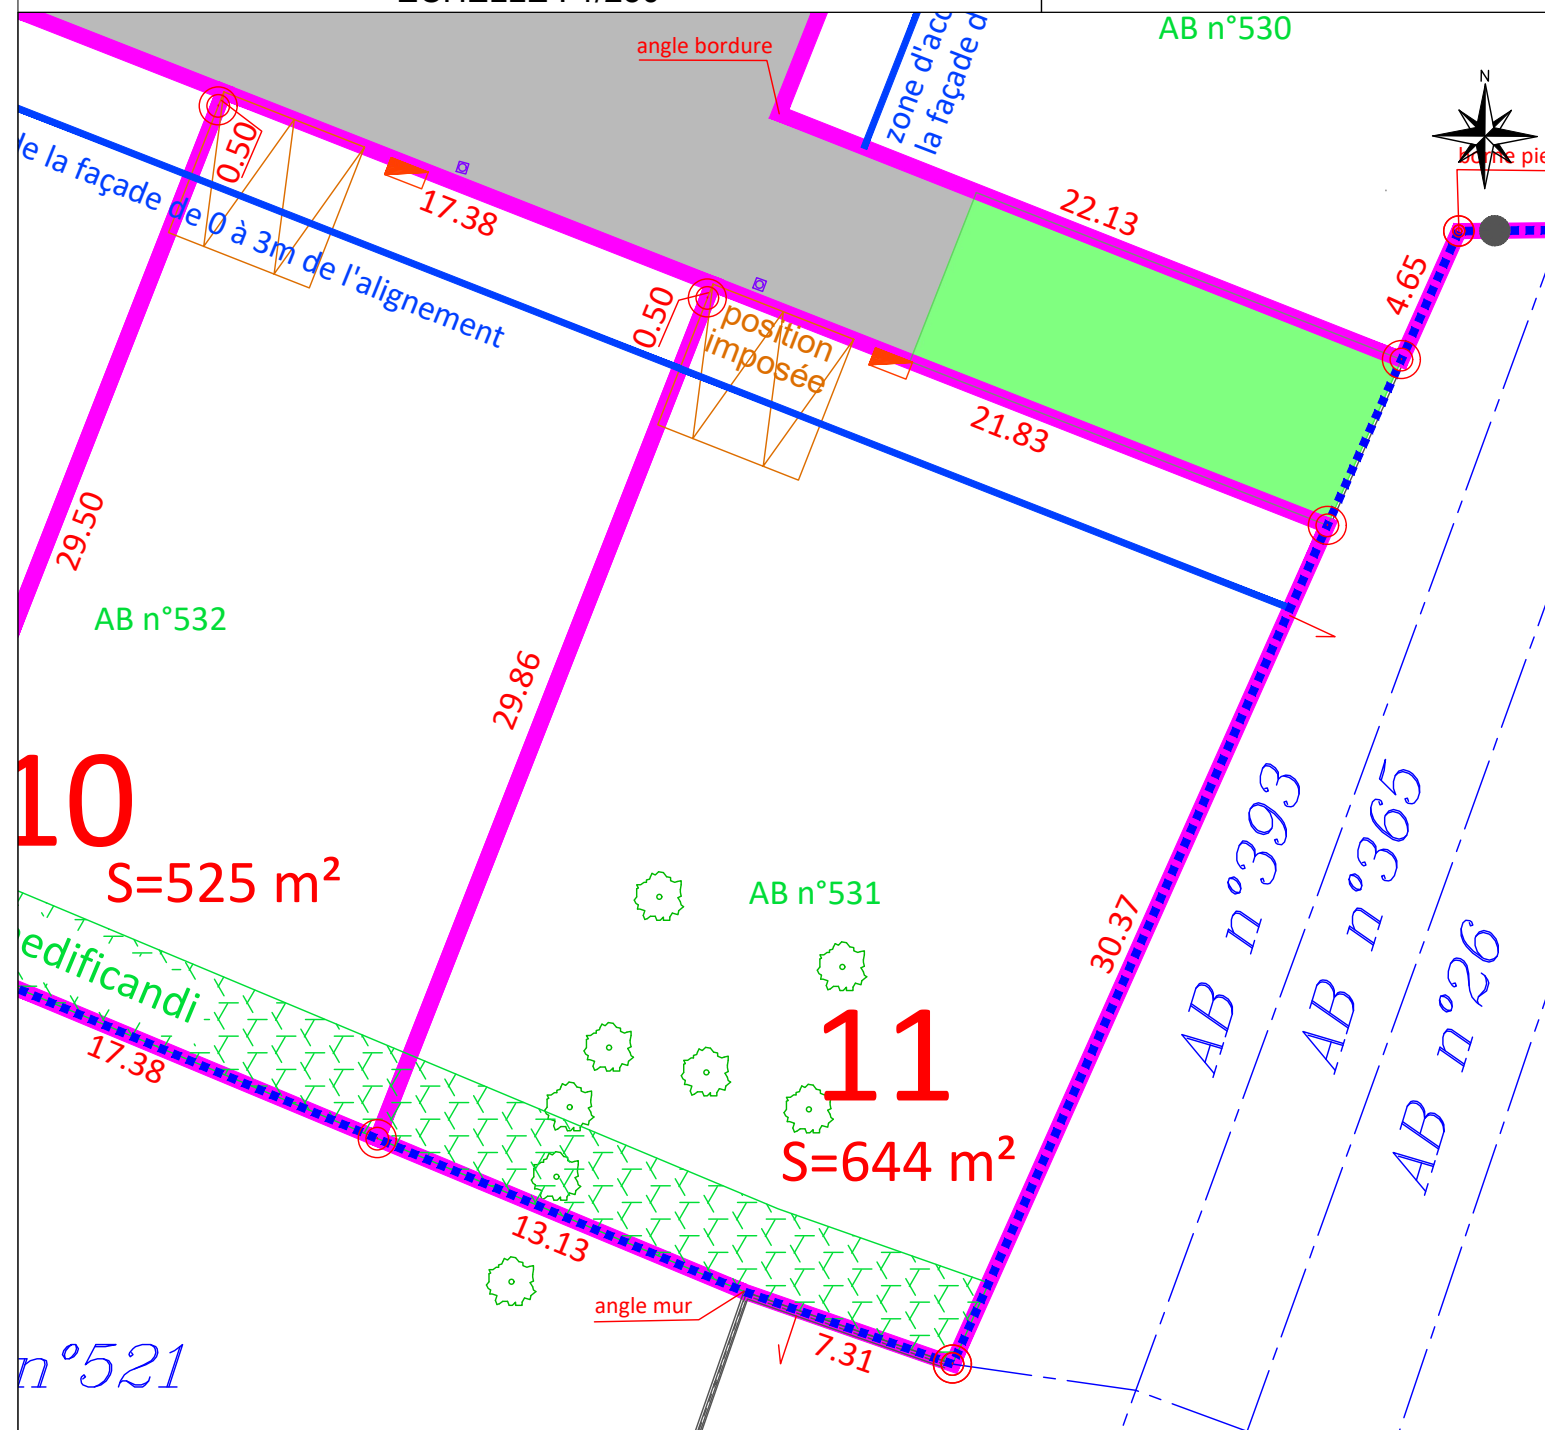 AB n°530
angle bordure
zone d'acc
la façade d
N
borne pie
0.50
de la façade de 0 à 3m de l'alignement
17.38
22.13
4.65
0.50
position
imposée
21.83
29.50
AB n°532
29.86
10
S=525 m²
AB n°531
30.37
AB n°393
AB n°365
AB n°26
edificandi
17.38
11
S=644 m²
13.13
angle mur
7.31
n°521